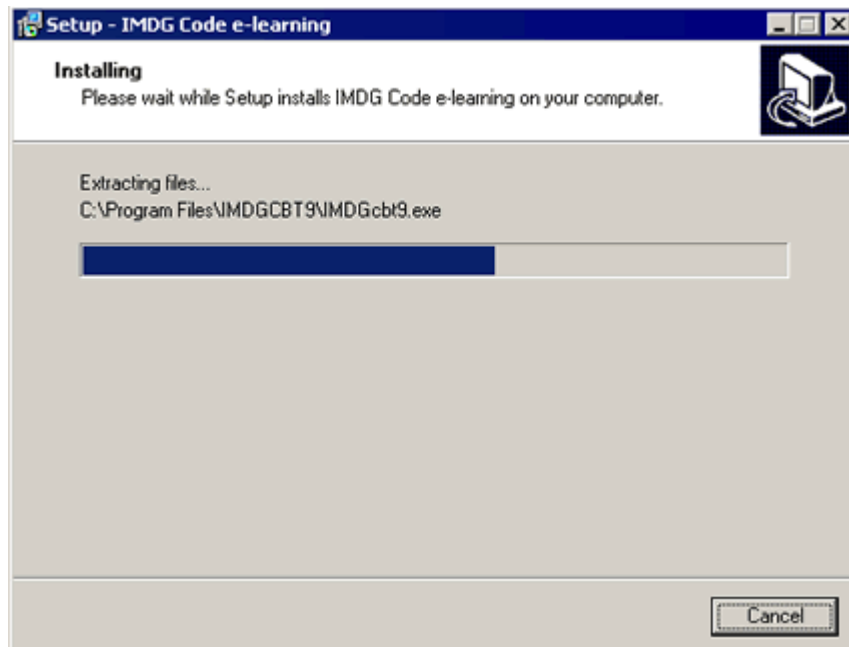 Setup - IMDG Code e-learning
Installing
Please wait while Setup installs IMDG Code e-learning on your computer.
Extracting files...
C:\Program Files\IMDGCBT9\IMDGcbt9.exe
Cancel